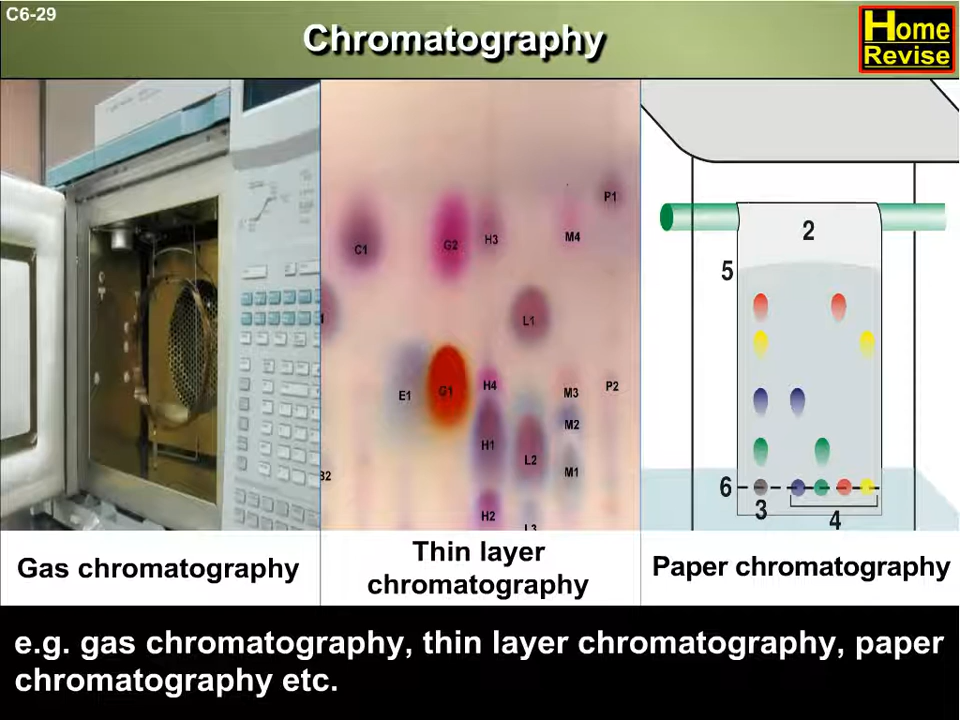 C6-29
Chromatography
Home
Revise
P1
C1
G2
H3
M4
L1
E1
G1
H4
M3
P2
M2
H1
L2
M1
B2
H2
L3
2
5
6
3
4
Gas chromatography
Thin layer
chromatography
Paper chromatography
e.g. gas chromatography, thin layer chromatography, paper
chromatography etc.